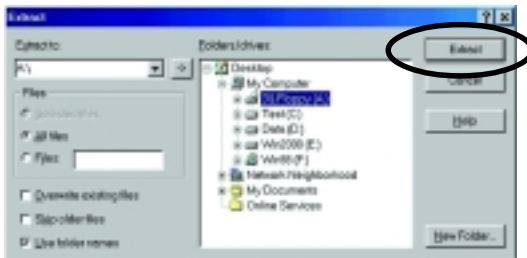 Extract
Extract to:
A:\
Files
All files
Files:
Overwrite existing files
Skip older files
Use folder names
Folders/drives:
Desktop
My Computer
3½ Floppy (A:)
Test (C:)
Data (D:)
Win2000 (E:)
(F:)
Network Neighborhood
My Documents
Online Services
Extract
Cancel
Help
New Folder...